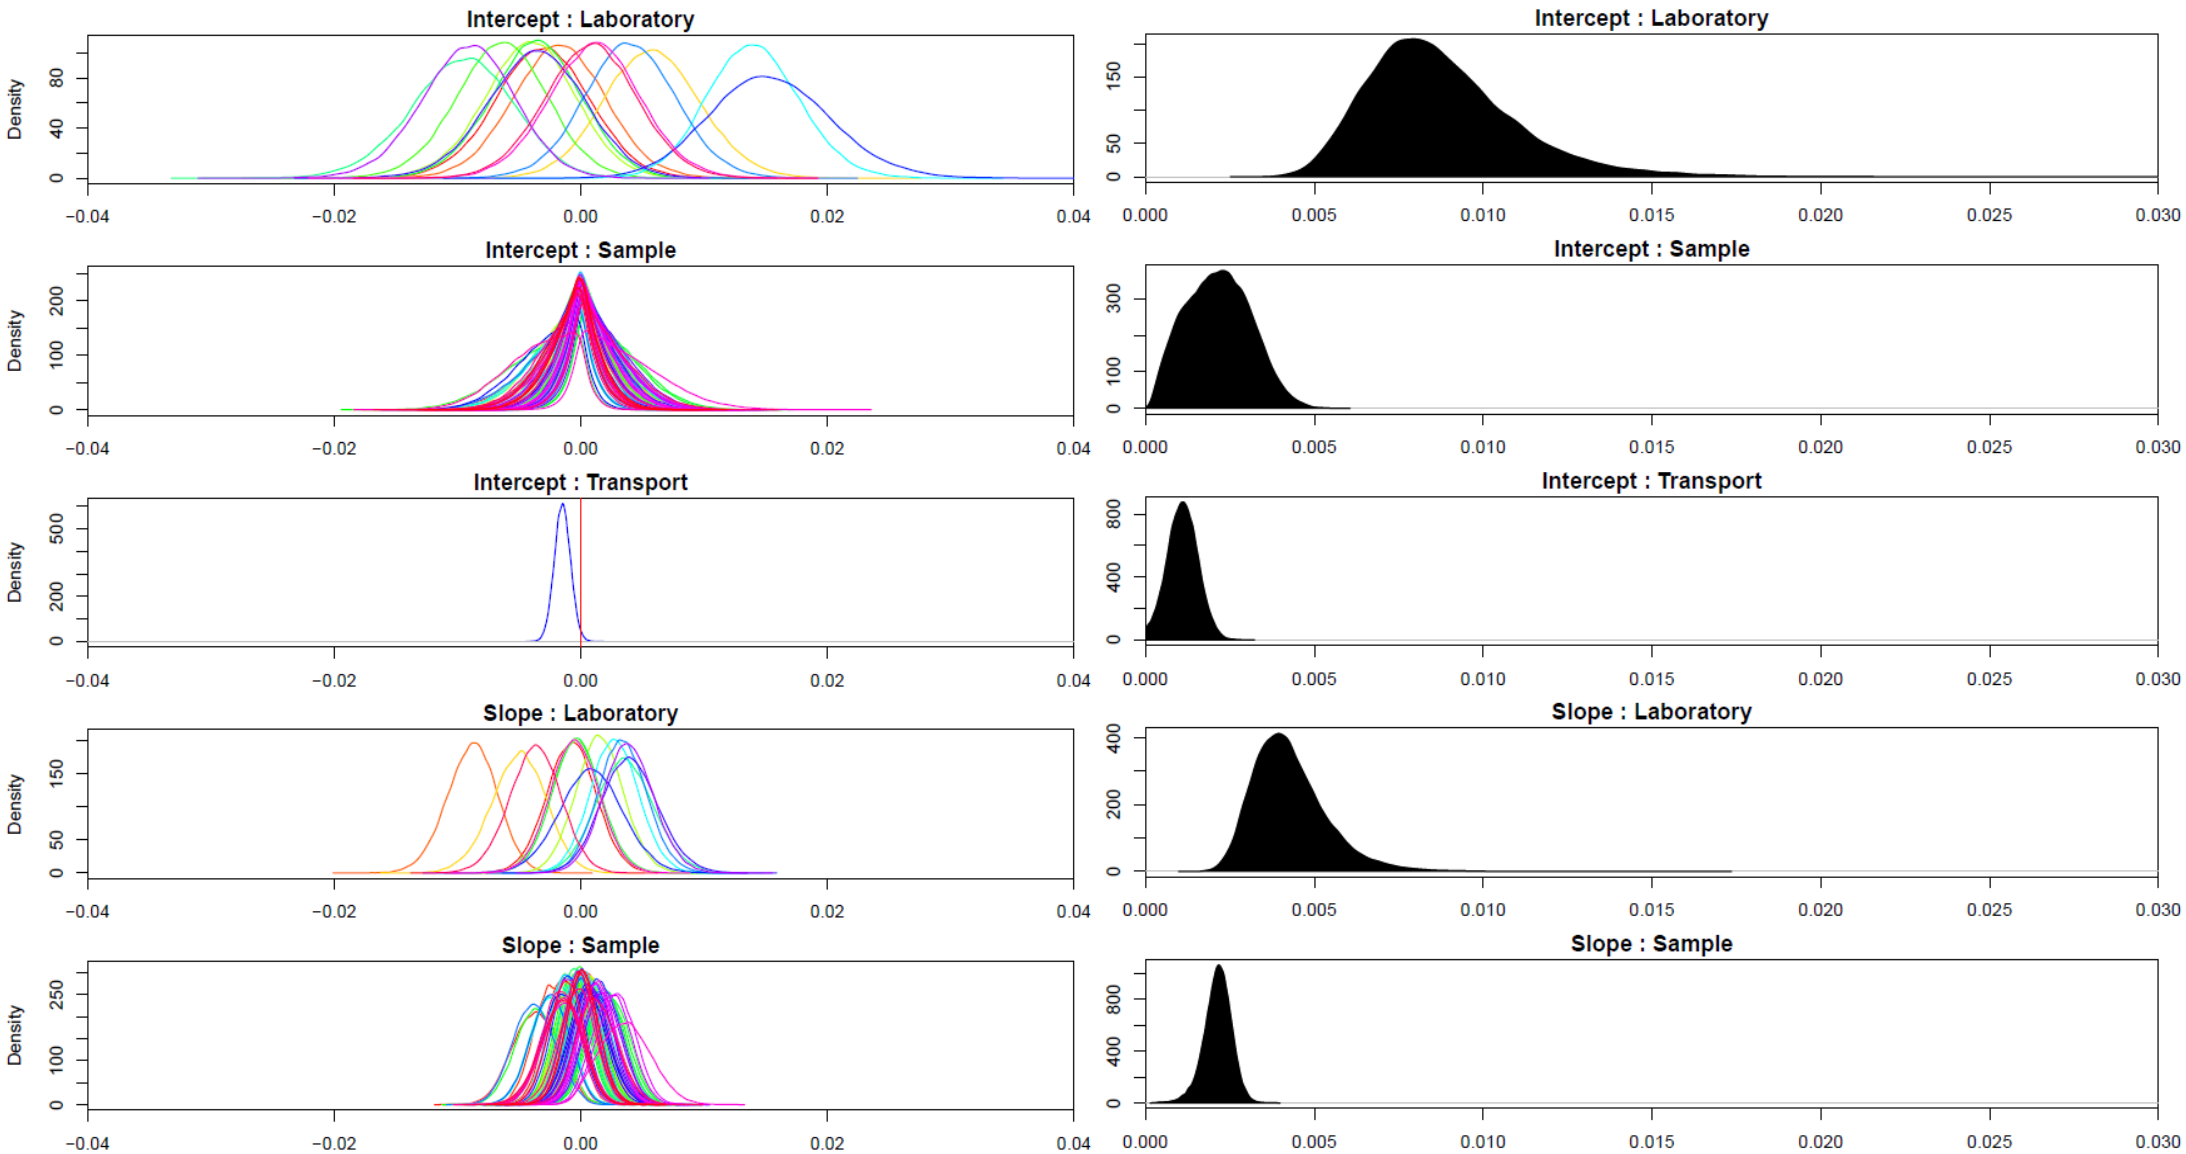 Intercept : Laboratory
Density
0 40 80
−0.04 −0.02 0.00 0.02 0.04
Intercept : Laboratory
0 50 150
0.000 0.005 0.010 0.015 0.020 0.025 0.030
Intercept : Sample
Density
0 100 200
−0.04 −0.02 0.00 0.02 0.04
Intercept : Sample
0 100 300
0.000 0.005 0.010 0.015 0.020 0.025 0.030
Intercept : Transport
Density
0 200 500
−0.04 −0.02 0.00 0.02 0.04
Intercept : Transport
0 400 800
0.000 0.005 0.010 0.015 0.020 0.025 0.030
Slope : Laboratory
Density
0 50 150
−0.04 −0.02 0.00 0.02 0.04
Slope : Laboratory
0 200 400
0.000 0.005 0.010 0.015 0.020 0.025 0.030
Slope : Sample
Density
0 100 250
−0.04 −0.02 0.00 0.02 0.04
Slope : Sample
0 400 800
0.000 0.005 0.010 0.015 0.020 0.025 0.030